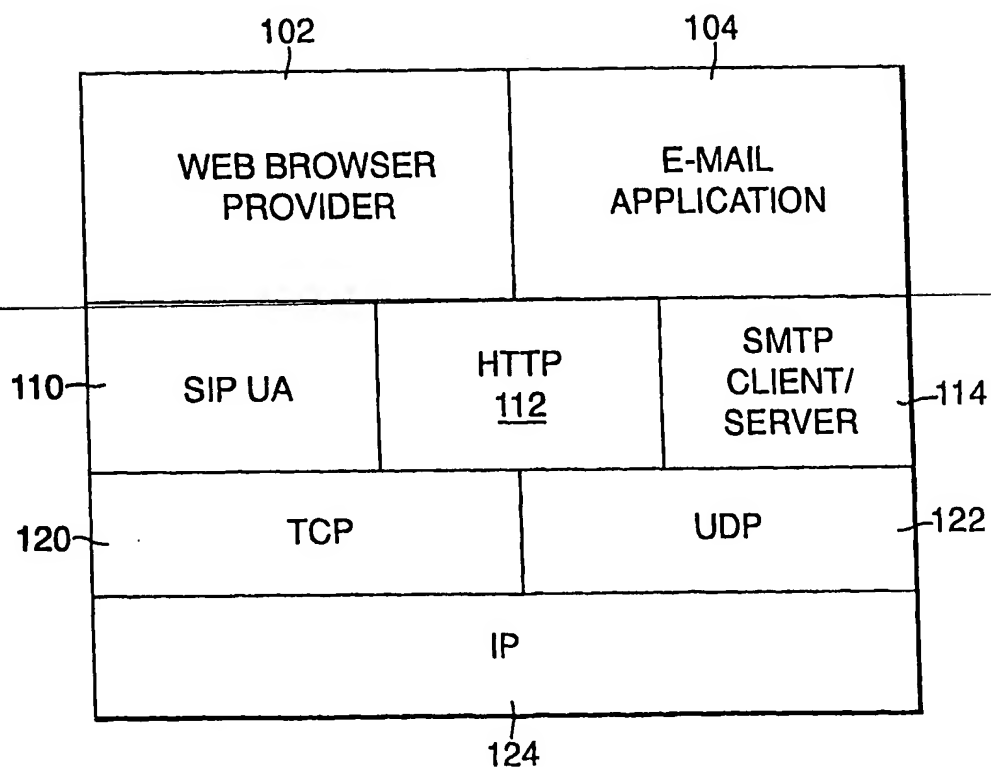 102
104
WEB BROWSER
PROVIDER
E-MAIL
APPLICATION
110
SIP UA
HTTP
112
SMTP
CLIENT/
SERVER
114
120
TCP
UDP
122
IP
124